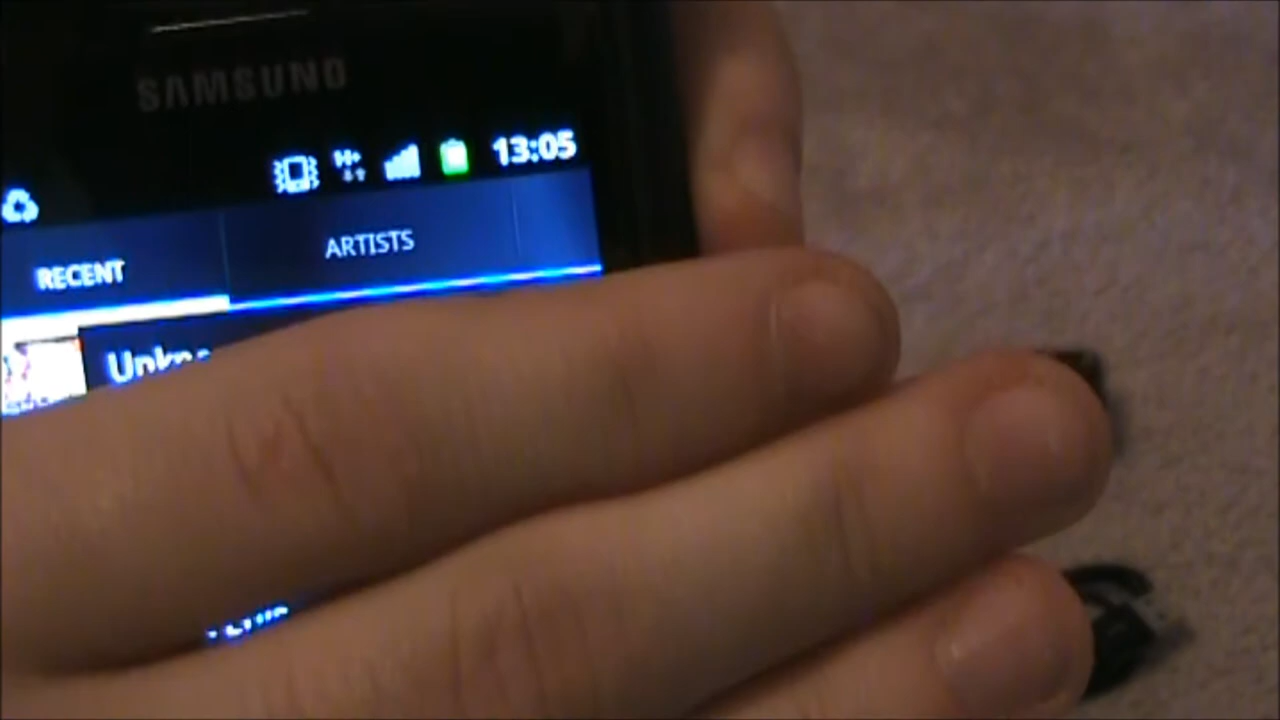 SAMSUNG
H+
13:05
RECENT
ARTISTS